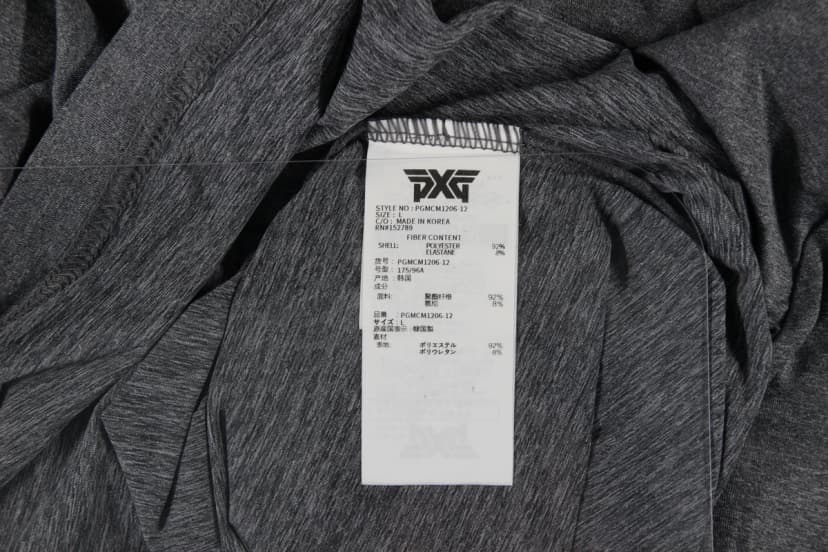 PXG
STYLE NO : PGMCM1206-12
SIZE : L
C/O : MADE IN KOREA
RN#152789
FIBER CONTENT
SHELL: POLYESTER 92%
ELASTANE 8%
货号 : PGMCM1206-12
号型 : 175/96A
产地 : 韩国
成分
面料: 聚酯纤维 92%
氨纶 8%
品番 : PGMCM1206-12
サイズ : L
原産国表示 : 韓国製
素材
表地: ポリエステル 92%
ポリウレタン 8%